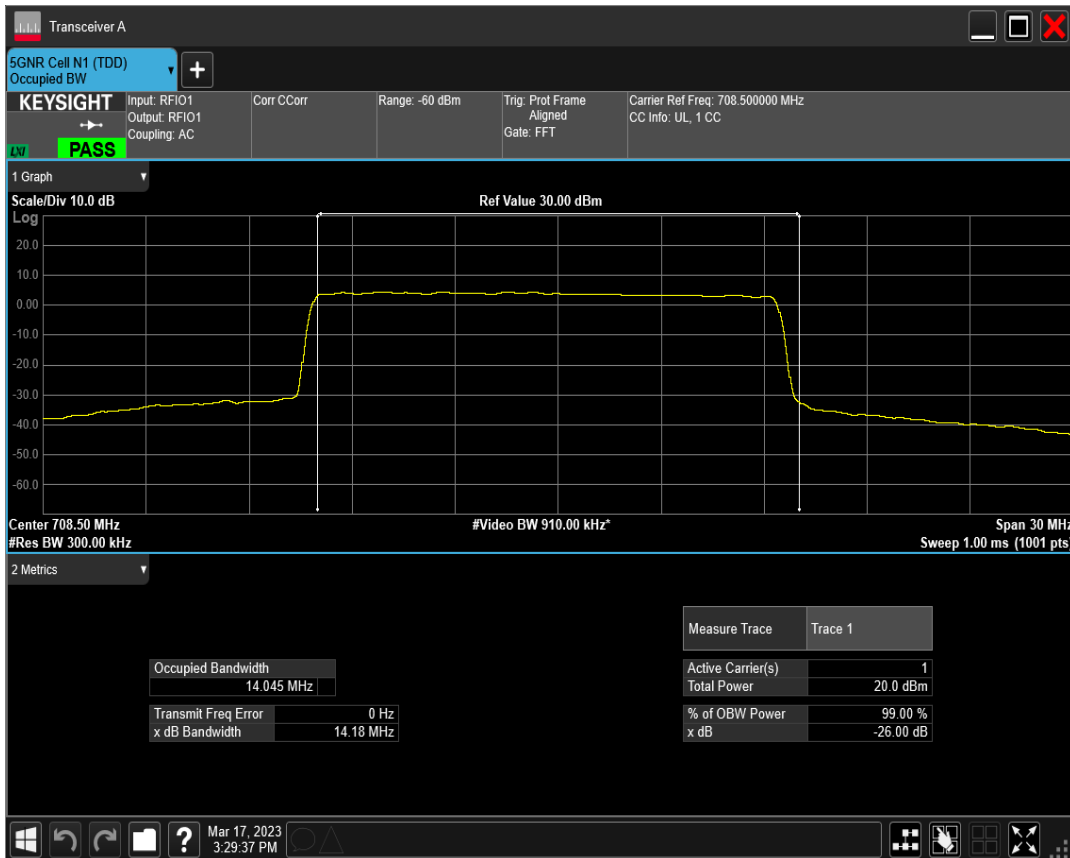 Transceiver A
5GNR Cell N1 (TDD)
Occupied BW
+
KEYSIGHT
LXI
PASS
Input: RFIO1
Output: RFIO1
Coupling: AC
Corr CCorr
Range: -60 dBm
Trig: Prot Frame
Aligned
Gate: FFT
Carrier Ref Freq: 708.500000 MHz
CC Info: UL, 1 CC
1 Graph
Scale/Div 10.0 dB
Ref Value 30.00 dBm
Log
20.0
10.0
0.00
-10.0
-20.0
-30.0
-40.0
-50.0
-60.0
Center 708.50 MHz
#Video BW 910.00 kHz*
Span 30 MHz
#Res BW 300.00 kHz
Sweep 1.00 ms (1001 pts)
2 Metrics
Measure Trace Trace 1
Occupied Bandwidth
14.045 MHz
Active Carrier(s) 1
Total Power 20.0 dBm
Transmit Freq Error 0 Hz
x dB Bandwidth 14.18 MHz
% of OBW Power 99.00 %
x dB -26.00 dB
?
Mar 17, 2023
3:29:37 PM